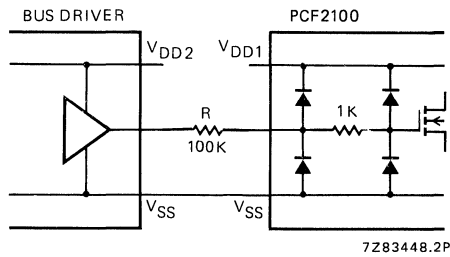 BUS DRIVER
PCF2100
VDD2
VDD1
R
100K
1K
VSS
VSS
7Z83448.2P